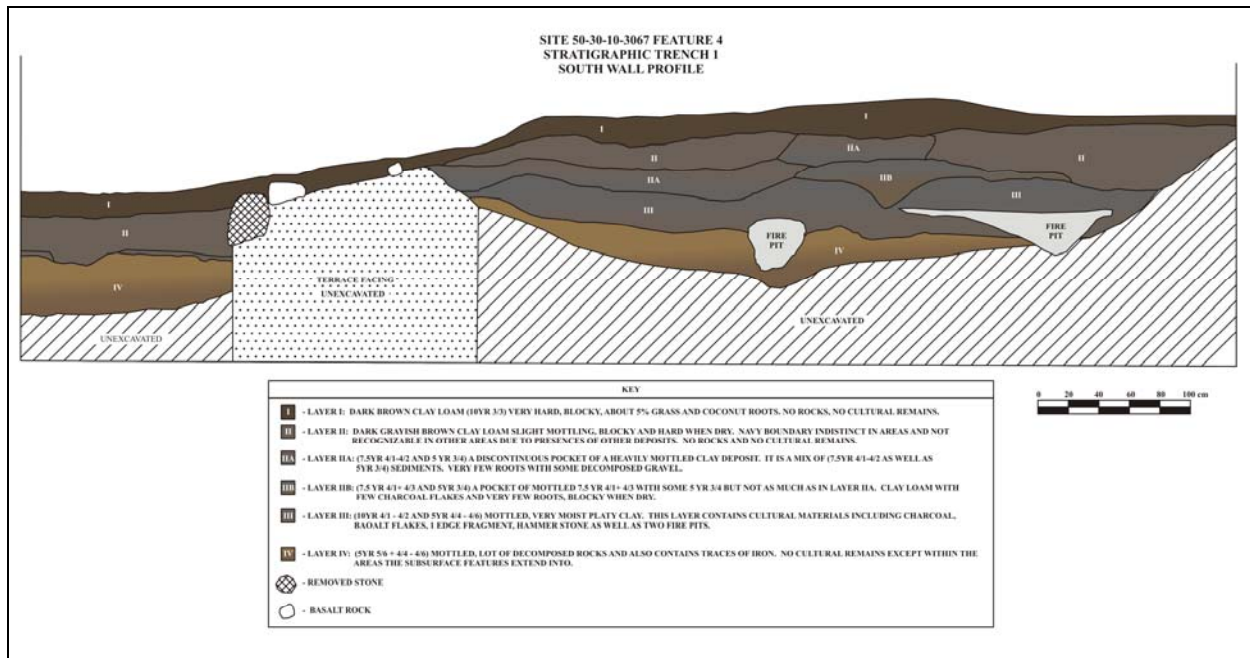 SITE 50-30-10-3067 FEATURE 4
STRATIGRAPHIC TRENCH 1
SOUTH WALL PROFILE
I
I
IIA
II
II
IIA
IIB
III
III
I
II
FIRE
PIT
FIRE
PIT
IV
IV
TERRACE FACING
UNEXCAVATED
UNEXCAVATED
UNEXCAVATED
0 20 40 60 80 100 cm
KEY
I - LAYER I: DARK BROWN CLAY LOAM (10YR 3/3) VERY HARD, BLOCKY, ABOUT 5% GRASS AND COCONUT ROOTS. NO ROCKS, NO CULTURAL REMAINS.
II - LAYER II: DARK GRAYISH BROWN CLAY LOAM SLIGHT MOTTLING, BLOCKY AND HARD WHEN DRY. NAVY BOUNDARY INDISTINCT IN AREAS AND NOT
RECOGNIZABLE IN OTHER AREAS DUE TO PRESENCES OF OTHER DEPOSITS. NO ROCKS AND NO CULTURAL REMAINS.
IIA - LAYER IIA: (7.5YR 4/1-4/2 AND 5 YR 3/4) A DISCONTINUOUS POCKET OF A HEAVILY MOTTLED CLAY DEPOSIT. IT IS A MIX OF (7.5YR 4/1-4/2 AS WELL AS
5YR 3/4) SEDIMENTS. VERY FEW ROOTS WITH SOME DECOMPOSED GRAVEL.
IIB - LAYER IIB: (7.5 YR 4/1+ 4/3 AND 5YR 3/4) A POCKET OF MOTTLED 7.5 YR 4/1+ 4/3 WITH SOME 5 YR 3/4 BUT NOT AS MUCH AS IN LAYER IIA. CLAY LOAM WITH
FEW CHARCOAL FLAKES AND VERY FEW ROOTS, BLOCKY WHEN DRY.
III - LAYER III: (10YR 4/1 - 4/2 AND 5YR 4/4 - 4/6) MOTTLED, VERY MOIST PLATY CLAY. THIS LAYER CONTAINS CULTURAL MATERIALS INCLUDING CHARCOAL,
BAOALT FLAKES, 1 EDGE FRAGMENT, HAMMER STONE AS WELL AS TWO FIRE PITS.
IV - LAYER IV: (5YR 5/6 + 4/4 - 4/6) MOTTLED, LOT OF DECOMPOSED ROCKS AND ALSO CONTAINS TRACES OF IRON. NO CULTURAL REMAINS EXCEPT WITHIN THE
AREAS THE SUBSURFACE FEATURES EXTEND INTO.
- REMOVED STONE
- BASALT ROCK